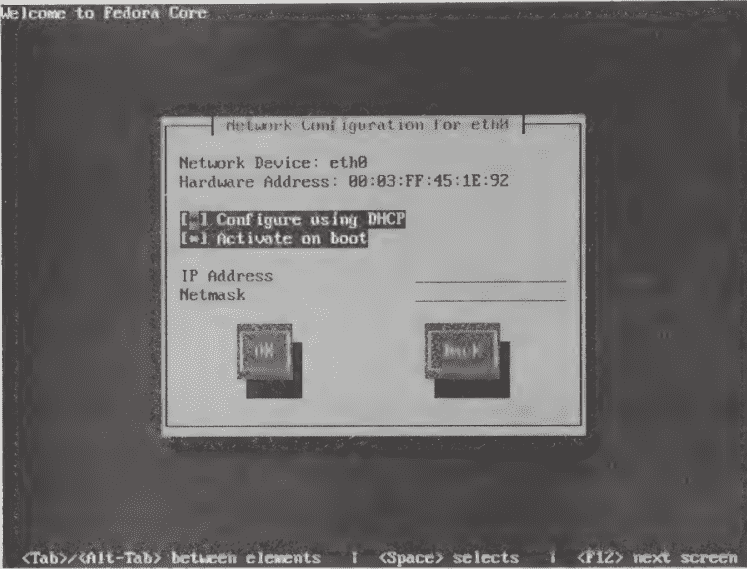 Welcome to Fedora Core
Network Configuration for eth0
Network Device: eth0
Hardware Address: 00:03:FF:45:1E:92
[*] Configure using DHCP
[*] Activate on boot
IP Address
Netmask
OK Back
<Tab>/<Alt-Tab> between elements | <Space> selects | <F12> next screen